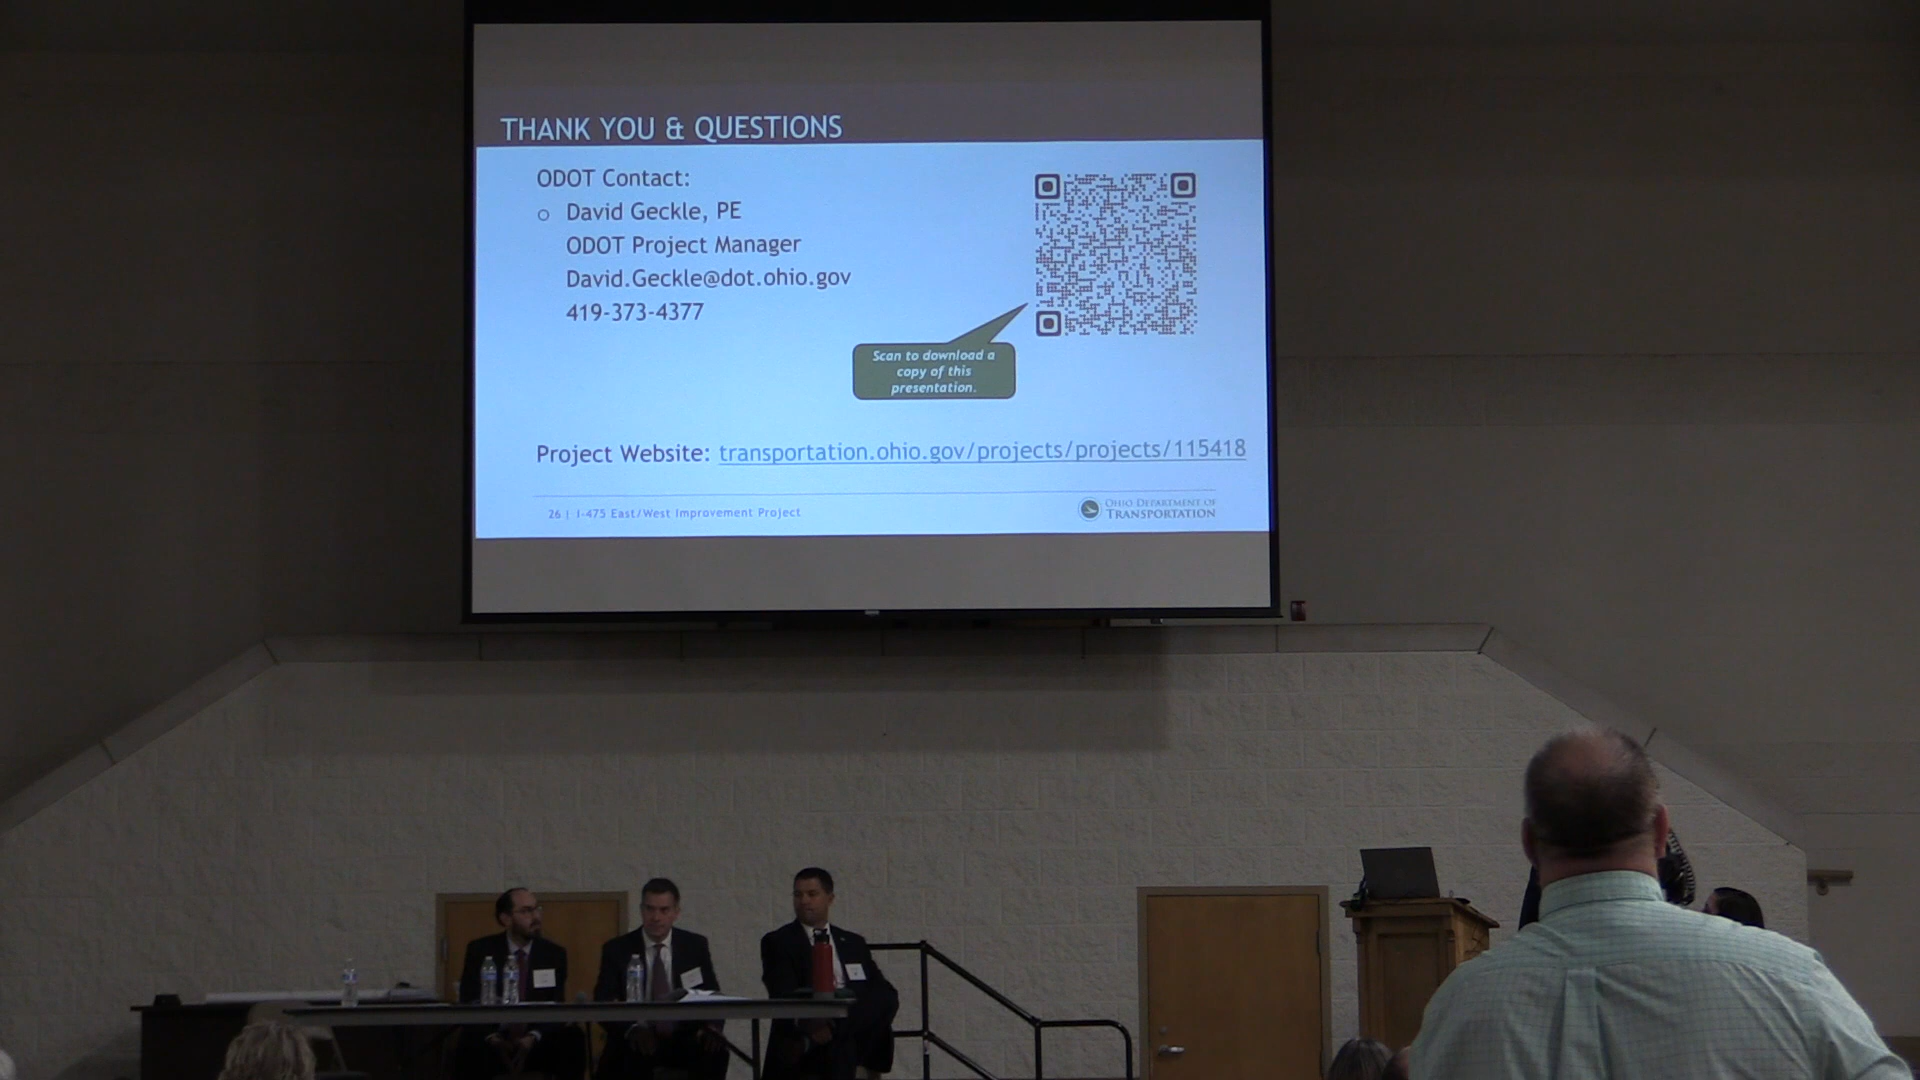 THANK YOU & QUESTIONS
ODOT Contact:
○ David Geckle, PE
ODOT Project Manager
David.Geckle@dot.ohio.gov
419-373-4377
Scan to download a
copy of this
presentation.
Project Website: transportation.ohio.gov/projects/projects/115418
26 | I-475 East/West Improvement Project
OHIO DEPARTMENT OF
TRANSPORTATION